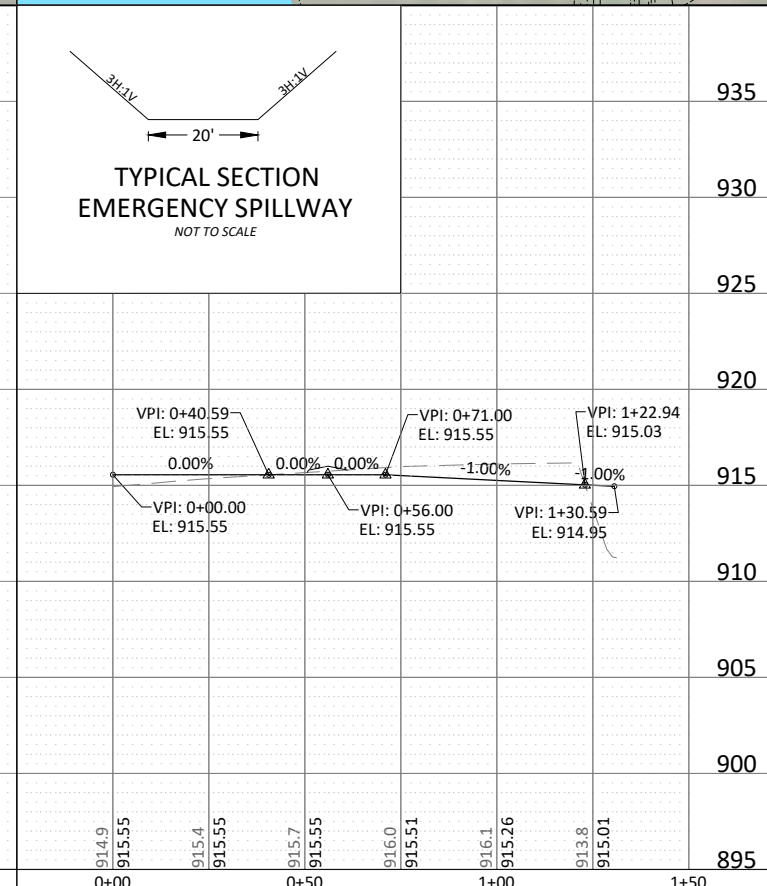 3H:1V
3H:1V
20'
TYPICAL SECTION
EMERGENCY SPILLWAY
NOT TO SCALE
935
930
925
920
915
910
905
900
895
VPI: 0+40.59
EL: 915.55
VPI: 0+71.00
EL: 915.55
VPI: 1+22.94
EL: 915.03
0.00%
0.00%
0.00%
-1.00%
-1.00%
VPI: 0+00.00
EL: 915.55
VPI: 0+56.00
EL: 915.55
VPI: 1+30.59
EL: 914.95
914.9
915.55
915.4
915.55
915.7
915.55
916.0
915.51
916.1
915.26
913.8
915.01
0+00
0+50
1+00
1+50